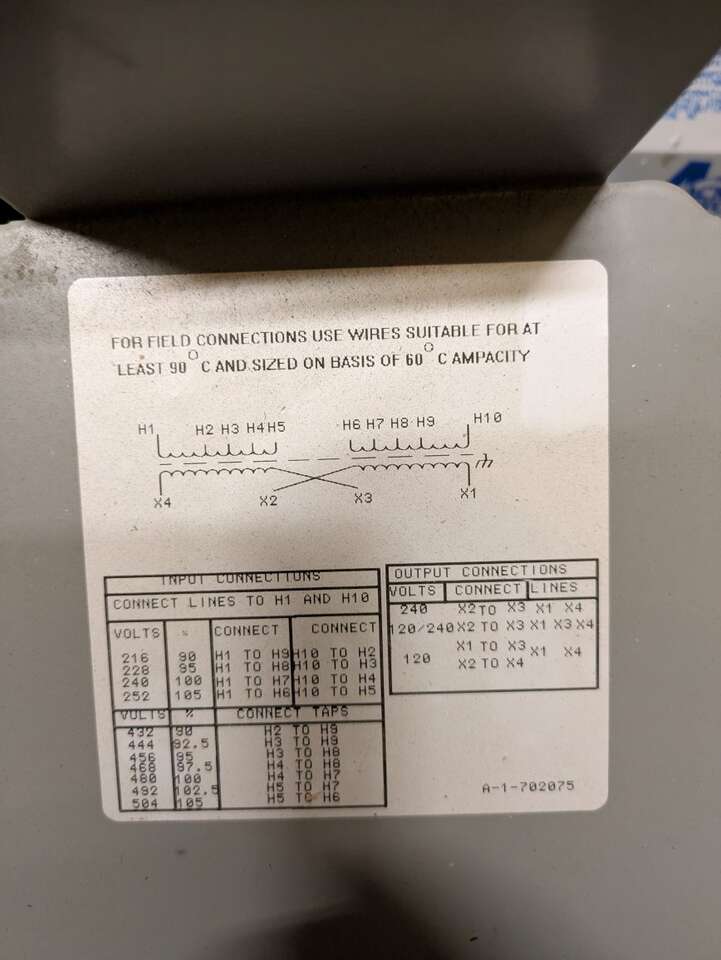 FOR FIELD CONNECTIONS USE WIRES SUITABLE FOR AT
LEAST 90°C AND SIZED ON BASIS OF 60°C AMPACITY
H1 H2 H3 H4 H5 H6 H7 H8 H9 H10
X4 X2 X3 X1
INPUT CONNECTIONS
CONNECT LINES TO H1 AND H10
VOLTS % CONNECT CONNECT
216 90 H1 TO H9 H10 TO H2
228 95 H1 TO H8 H10 TO H3
240 100 H1 TO H7 H10 TO H4
252 105 H1 TO H6 H10 TO H5
VOLTS % CONNECT TAPS
432 90 H2 TO H9
444 92.5 H3 TO H9
456 95 H3 TO H8
468 97.5 H4 TO H8
480 100 H4 TO H7
492 102.5 H5 TO H7
504 105 H5 TO H6
OUTPUT CONNECTIONS
VOLTS CONNECT LINES
240 X2 TO X3 X1 X4
120/240 X2 TO X3 X1 X3 X4
120 X1 TO X3 X1 X4
X2 TO X4
A-1-702075